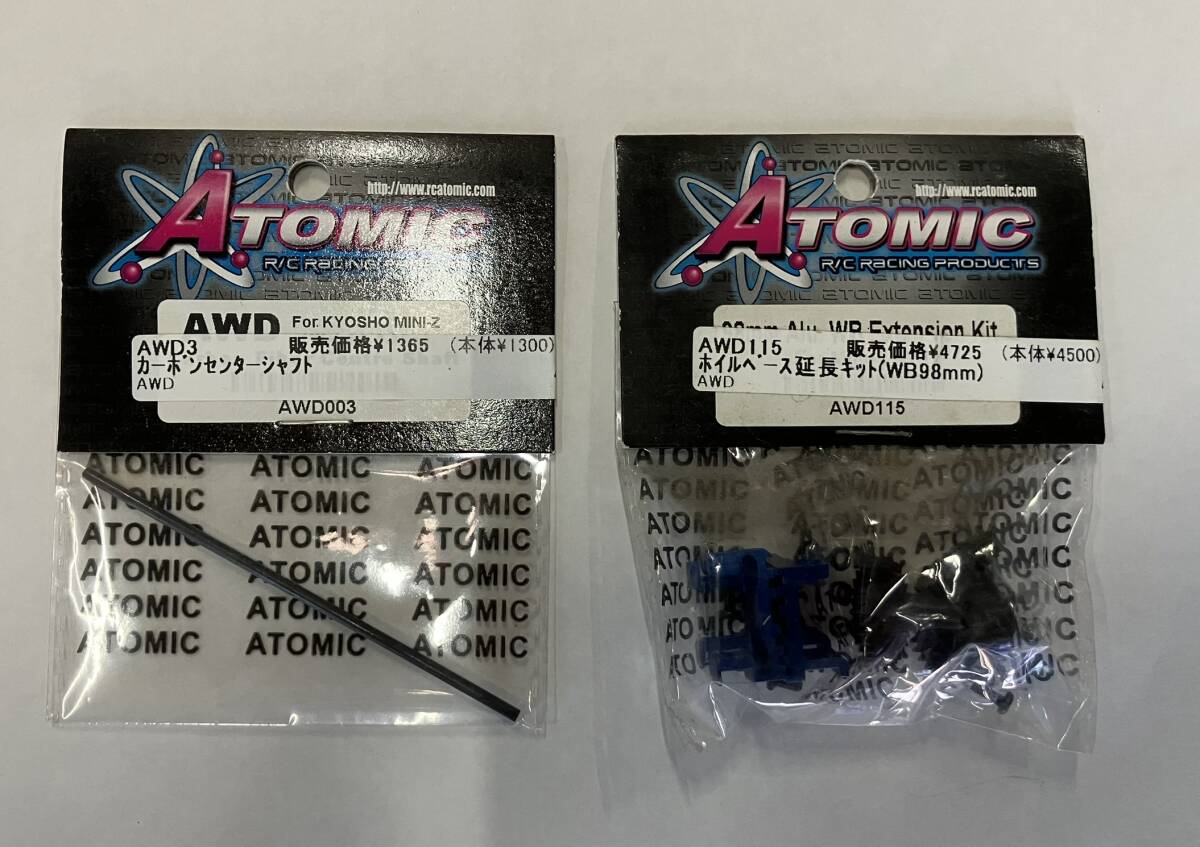 http://www.rcatomic.com
ATOMIC
R/C RACING
AWD For KYOSHO MINI-Z
AWD3 販売価格¥1365 (本体¥1300)
カーボンセンターシャフト
AWD
AWD003
ATOMIC ATOMIC ATOMIC
ATOMIC ATOMIC ATOMIC
ATOMIC ATOMIC ATOMIC
ATOMIC ATOMIC ATOMIC
ATOMIC ATOMIC ATOMIC
ATOMIC ATOMIC ATOMIC
http://www.rcatomic.com
ATOMIC
R/C RACING PRODUCTS
Alu. WB Extension Kit
AWD115 販売価格¥4725 (本体¥4500)
ホイルベース延長キット(WB98mm)
AWD
AWD115
ATOMIC ATOMIC ATOMIC